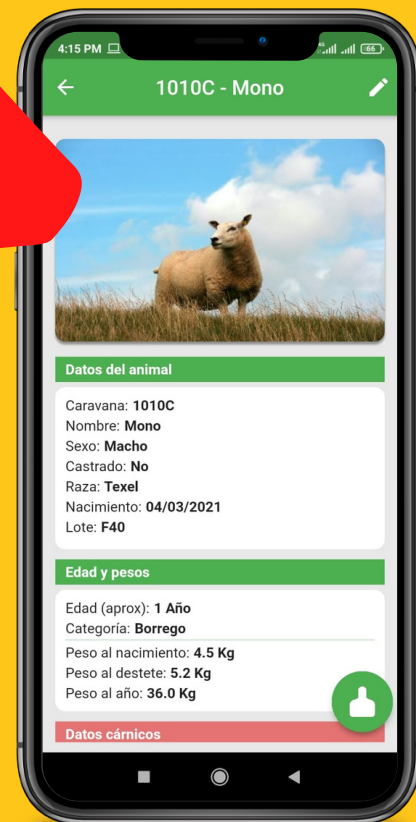 4:15 PM
66
1010C - Mono
Datos del animal
Caravana: 1010C
Nombre: Mono
Sexo: Macho
Castrado: No
Raza: Texel
Nacimiento: 04/03/2021
Lote: F40
Edad y pesos
Edad (aprox): 1 Año
Categoría: Borrego
Peso al nacimiento: 4.5 Kg
Peso al destete: 5.2 Kg
Peso al año: 36.0 Kg
Datos cárnicos